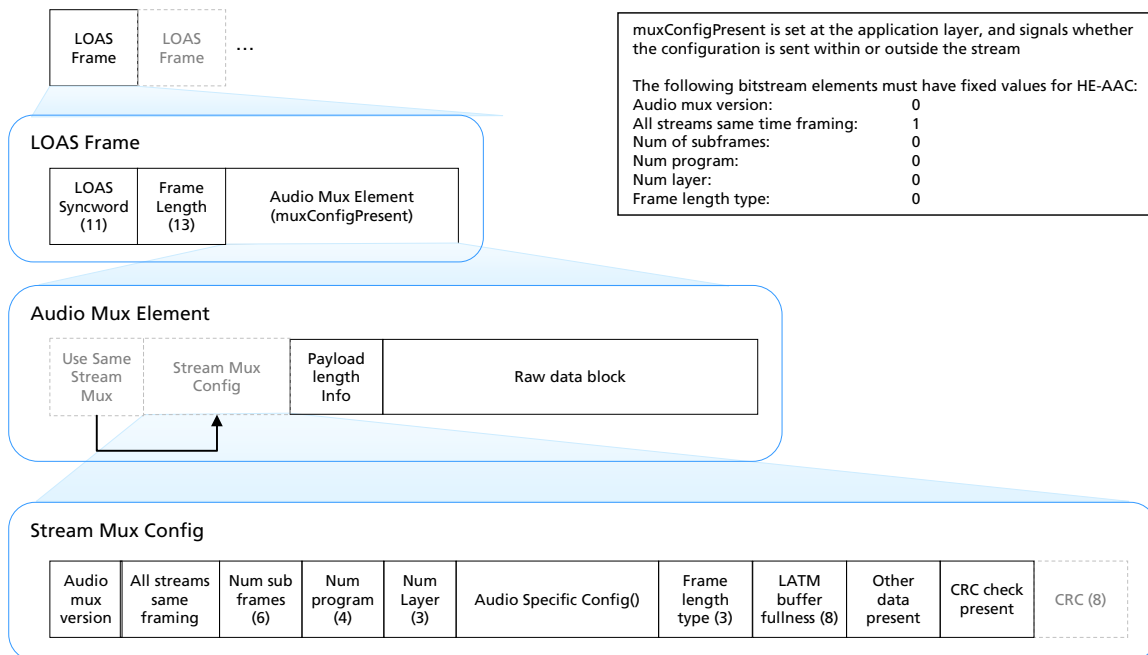 LOAS
Frame
LOAS
Frame
...
muxConfigPresent is set at the application layer, and signals whether
the configuration is sent within or outside the stream
The following bitstream elements must have fixed values for HE-AAC:
Audio mux version: 0
All streams same time framing: 1
Num of subframes: 0
Num program: 0
Num layer: 0
Frame length type: 0
LOAS Frame
LOAS
Syncword
(11)
Frame
Length
(13)
Audio Mux Element
(muxConfigPresent)
Audio Mux Element
Use Same
Stream
Mux
Stream Mux
Config
Payload
length
Info
Raw data block
Stream Mux Config
Audio
mux
version
All streams
same
framing
Num sub
frames
(6)
Num
program
(4)
Num
Layer
(3)
Audio Specific Config()
Frame
length
type (3)
LATM
buffer
fullness (8)
Other
data
present
CRC check
present
CRC (8)